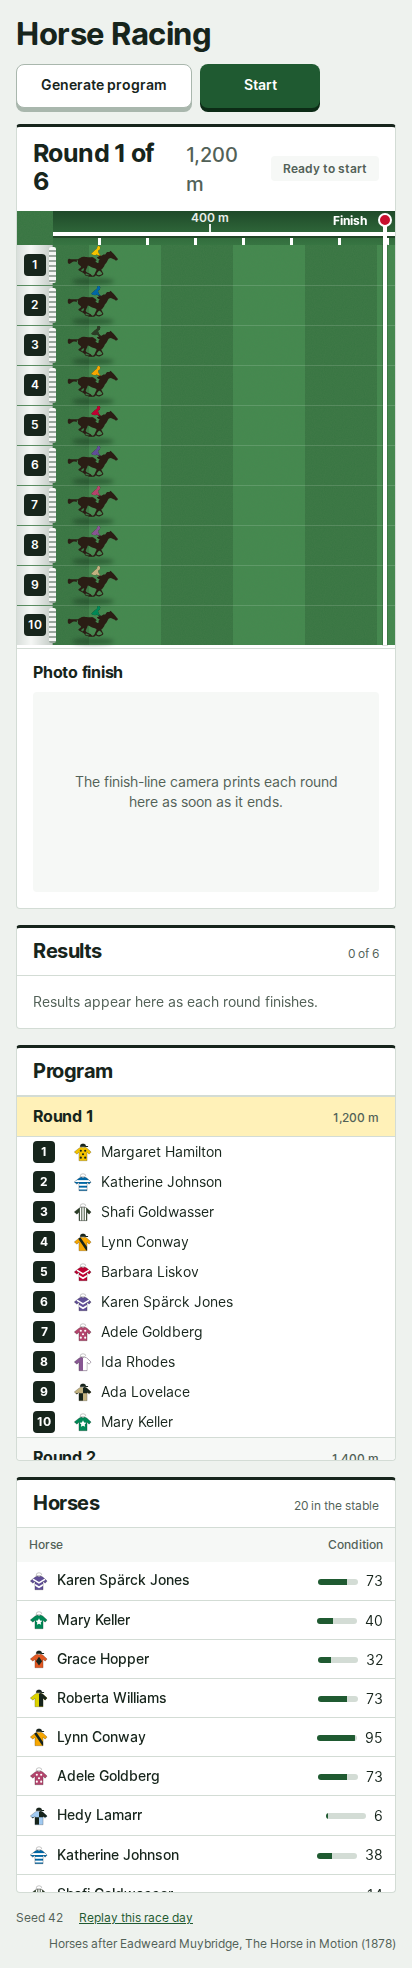 Horse Racing
Generate program
Start
Round 1 of 6
1,200 m
Ready to start
400 m
Finish
1
2
3
4
5
6
7
8
9
10
Photo finish
The finish-line camera prints each round
here as soon as it ends.
Results
0 of 6
Results appear here as each round finishes.
Program
Round 1
1,200 m
1 Margaret Hamilton
2 Katherine Johnson
3 Shafi Goldwasser
4 Lynn Conway
5 Barbara Liskov
6 Karen Spärck Jones
7 Adele Goldberg
8 Ida Rhodes
9 Ada Lovelace
10 Mary Keller
Round 2
1,400 m
Horses
20 in the stable
Horse Condition
Karen Spärck Jones 73
Mary Keller 40
Grace Hopper 32
Roberta Williams 73
Lynn Conway 95
Adele Goldberg 73
Hedy Lamarr 6
Katherine Johnson 38
Shafi Goldwasser 14
Seed 42 Replay this race day
Horses after Eadweard Muybridge, The Horse in Motion (1878)